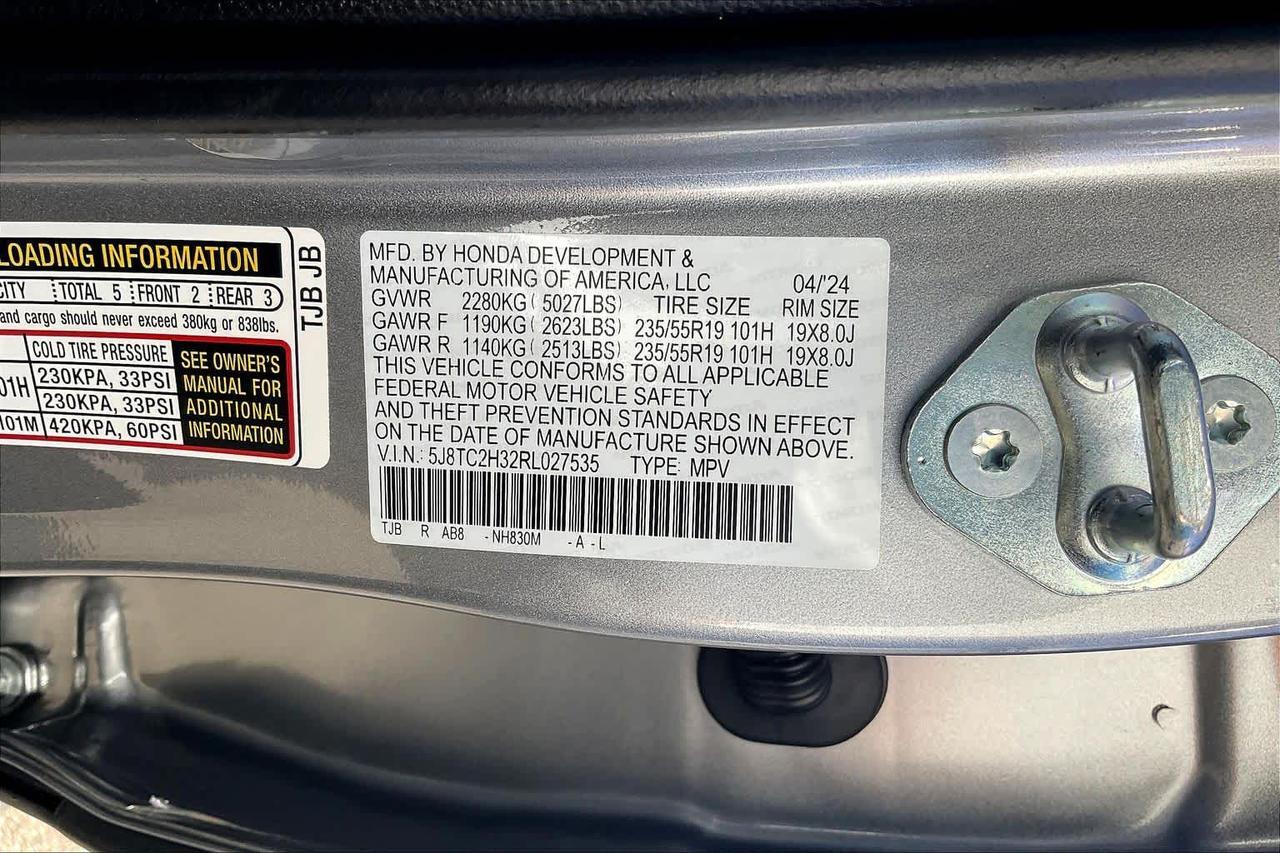 LOADING INFORMATION
CITY TOTAL 5 FRONT 2 REAR 3
and cargo should never exceed 380kg or 838lbs.
COLD TIRE PRESSURE
01H 230KPA, 33PSI
230KPA, 33PSI
101M 420KPA, 60PSI
SEE OWNER'S
MANUAL FOR
ADDITIONAL
INFORMATION
TJB JB
MFD. BY HONDA DEVELOPMENT &
MANUFACTURING OF AMERICA, LLC 04/'24
GVWR 2280KG ( 5027LBS) TIRE SIZE RIM SIZE
GAWR F 1190KG ( 2623LBS) 235/55R19 101H 19X8.0J
GAWR R 1140KG ( 2513LBS) 235/55R19 101H 19X8.0J
THIS VEHICLE CONFORMS TO ALL APPLICABLE
FEDERAL MOTOR VEHICLE SAFETY
AND THEFT PREVENTION STANDARDS IN EFFECT
ON THE DATE OF MANUFACTURE SHOWN ABOVE.
V.I.N.: 5J8TC2H32RL027535 TYPE: MPV
TJB R AB8 -NH830M -A -L